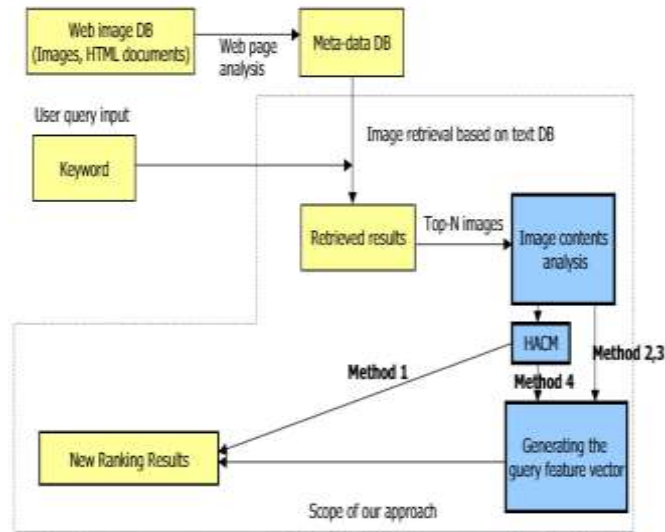 Web image DB
(Images, HTML documents)
Web page
analysis
Meta-data DB
User query input
Keyword
Image retrieval based on text DB
Retrieved results
Top-N images
Image contents
analysis
HACM
Method 2,3
Method 1
Method 4
New Ranking Results
Generating the
query feature vector
Scope of our approach